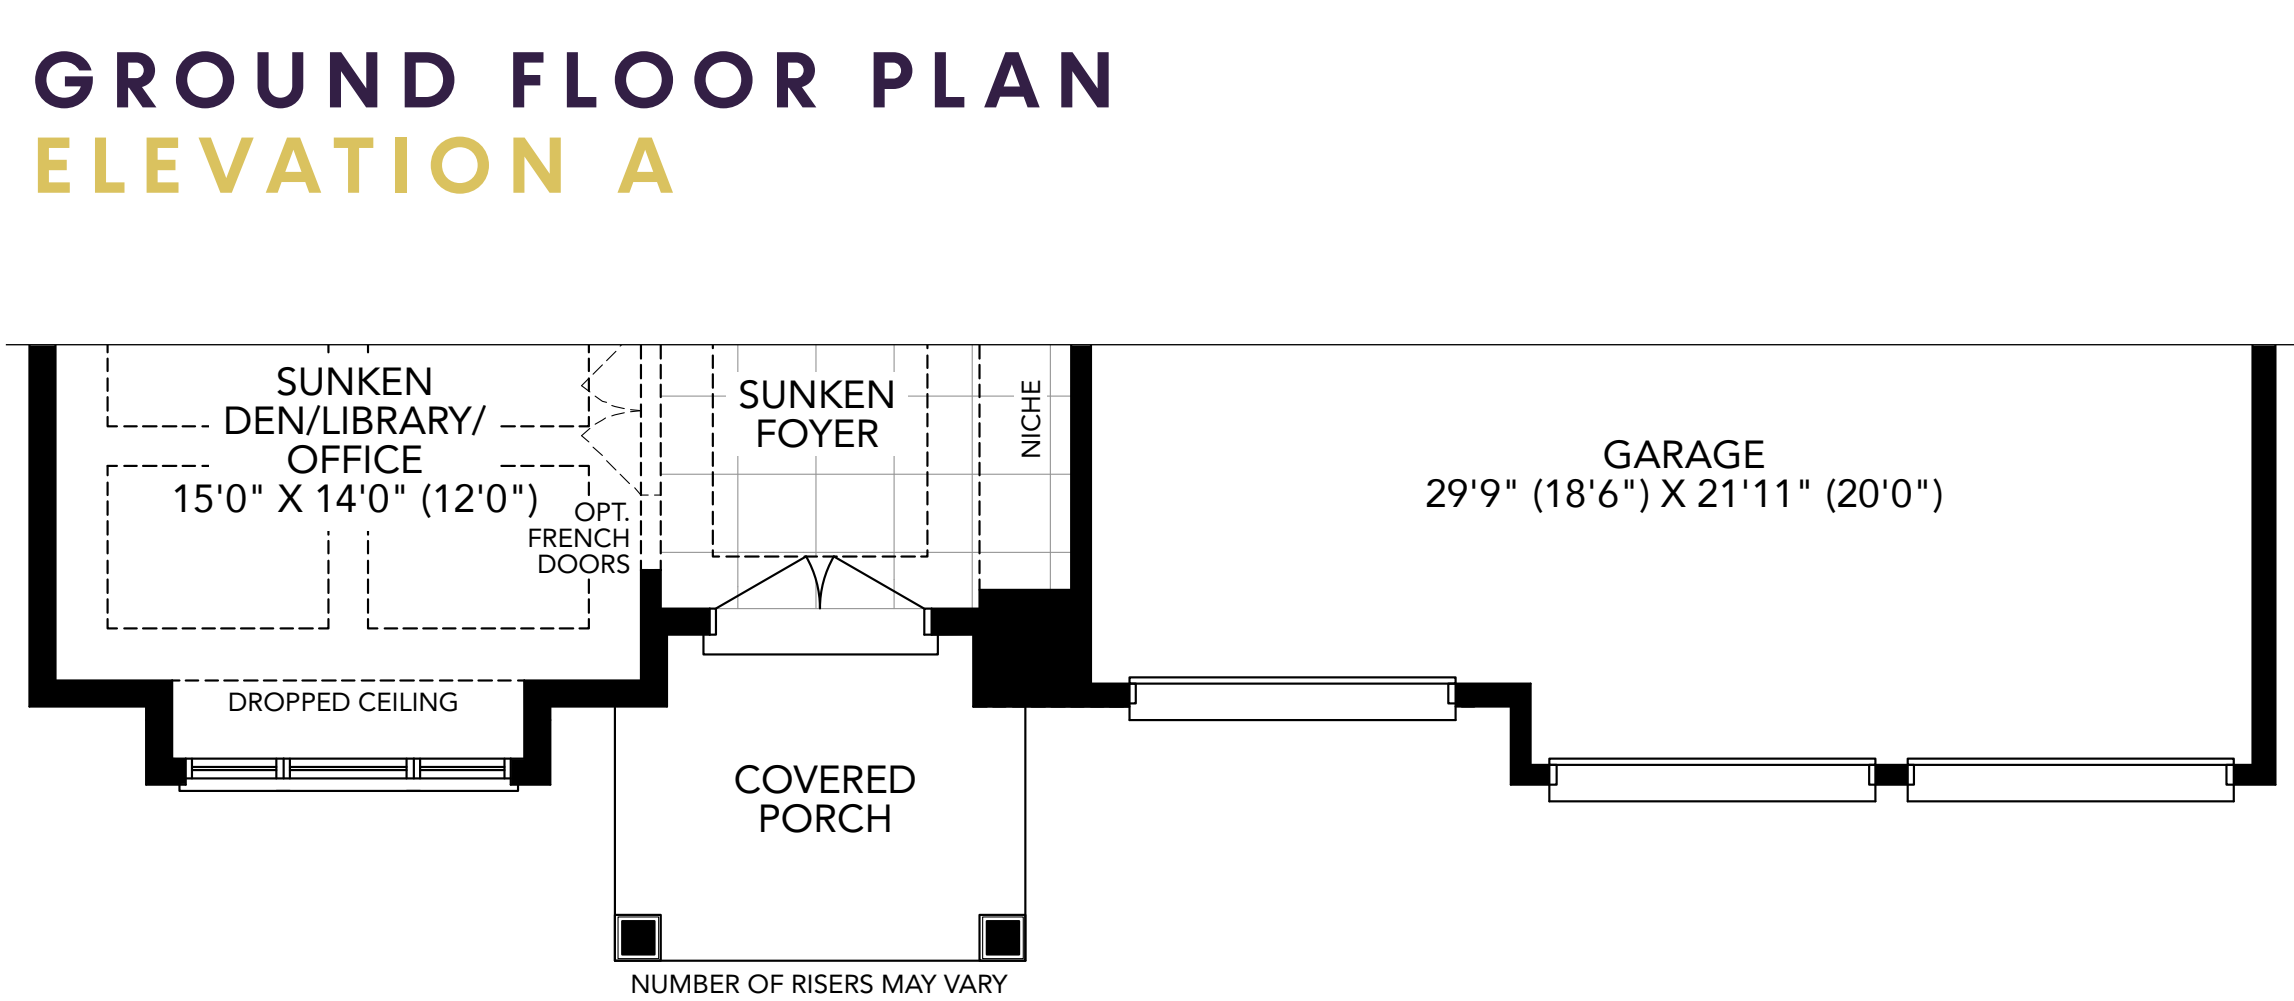 GROUND FLOOR PLAN
ELEVATION A
SUNKEN
DEN/LIBRARY/
OFFICE
15'0" X 14'0" (12'0")
OPT.
FRENCH
DOORS
DROPPED CEILING
SUNKEN
FOYER
NICHE
GARAGE
29'9" (18'6") X 21'11" (20'0")
COVERED
PORCH
NUMBER OF RISERS MAY VARY